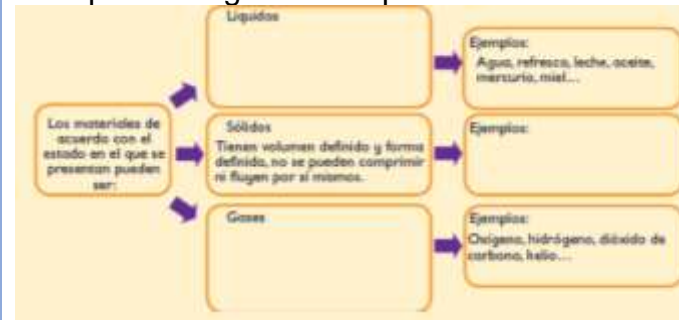 Líquidos
Ejemplos:
Agua, refresco, leche, aceite,
mercurio, miel...
Los materiales de
acuerdo con el
estado en el que se
presentan pueden
ser:
Sólidos
Tienen volumen definido y forma
definida, no se pueden comprimir
ni fluyen por sí mismos.
Ejemplos:
Gases
Ejemplos:
Oxígeno, hidrógeno, dióxido de
carbono, helio...